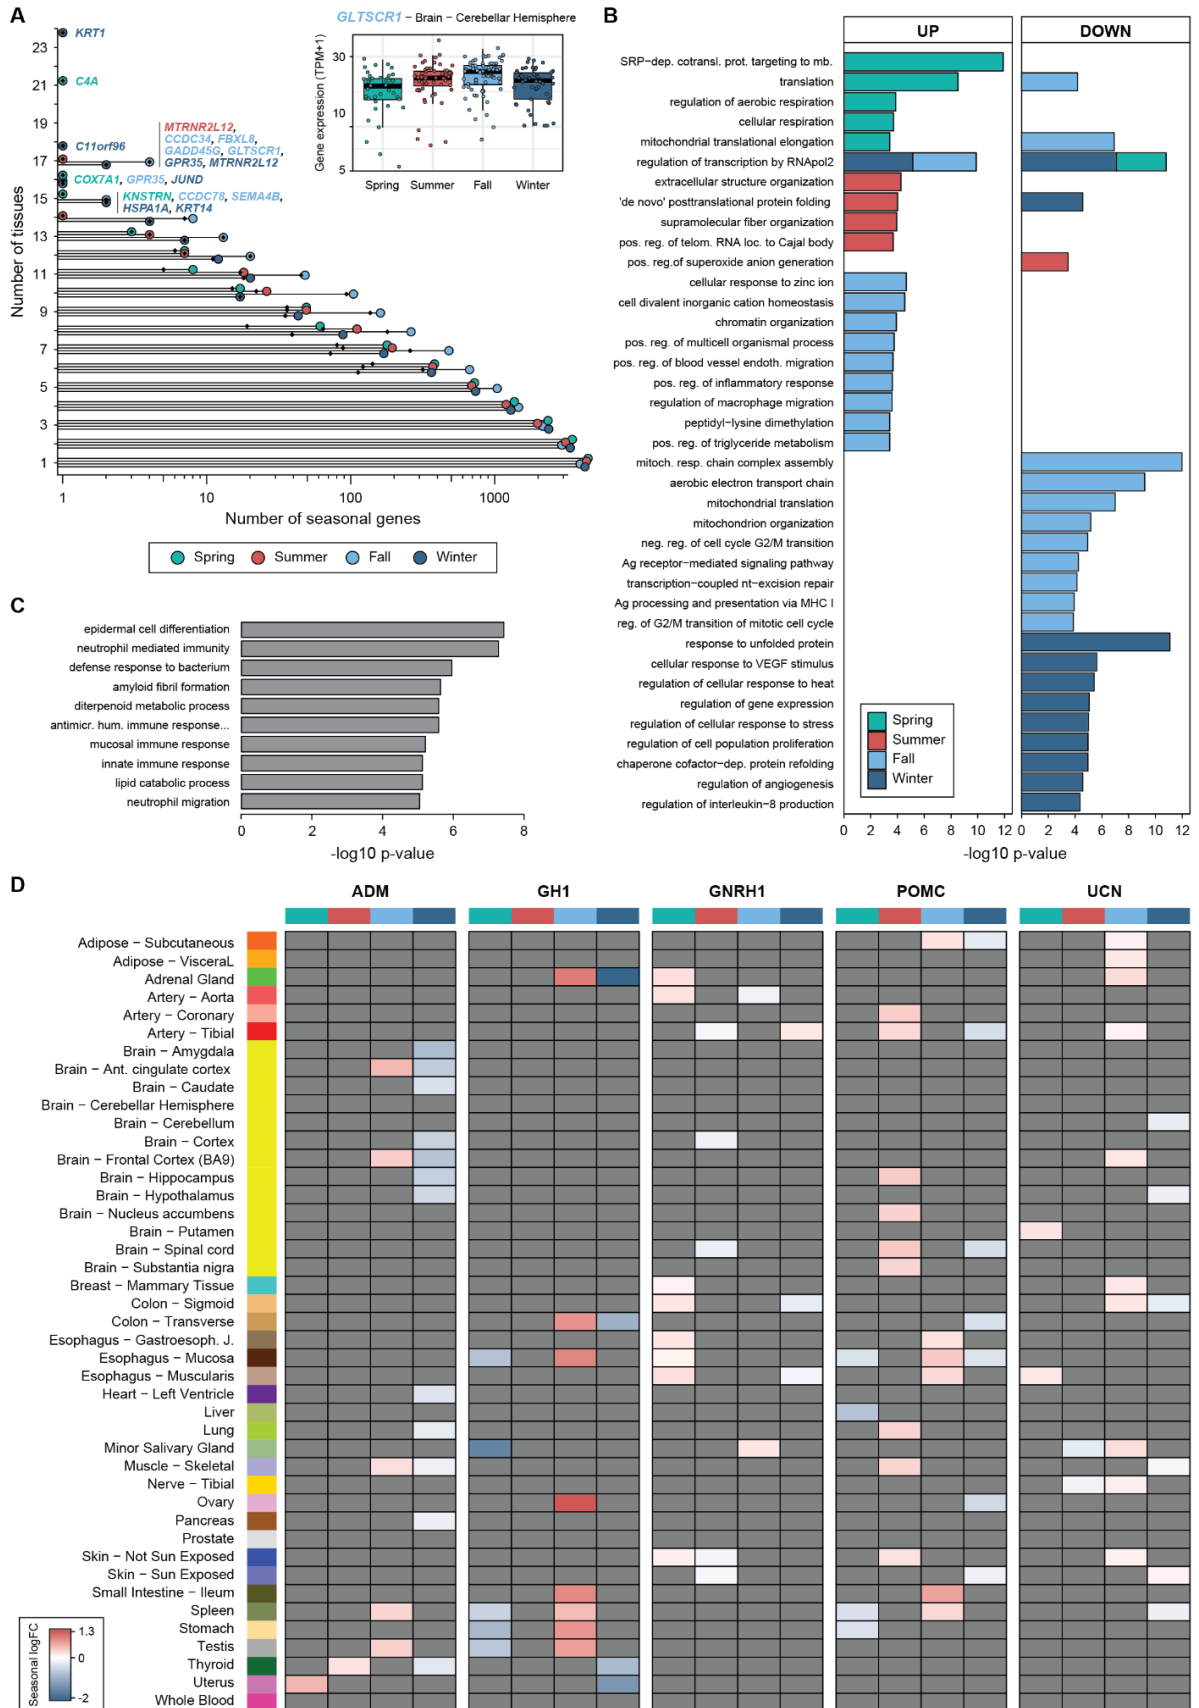 A
GLTSCR1 – Brain – Cerebellar Hemisphere
Gene expression (TPM+1)
30
10
5
Spring
Summer
Fall
Winter
KRT1
C4A
MTRNR2L12,
CCDC34, FBXL8,
GADD45G, GLTSCR1,
GPR35, MTRNR2L12
C11orf96
COX7A1, GPR35, JUND
KNSTRN, CCDC78, SEMA4B,
HSPA1A, KRT14
Number of tissues
23
21
19
17
15
13
11
9
7
5
3
1
1
10
100
1000
Number of seasonal genes
Spring
Summer
Fall
Winter
B
UP
DOWN
SRP−dep. cotransl. prot. targeting to mb.
translation
regulation of aerobic respiration
cellular respiration
mitochondrial translational elongation
regulation of transcription by RNApol2
extracellular structure organization
'de novo' posttranslational protein folding
supramolecular fiber organization
pos. reg. of telom. RNA loc. to Cajal body
pos. reg.of superoxide anion generation
cellular response to zinc ion
cell divalent inorganic cation homeostasis
chromatin organization
pos. reg. of multicell organismal process
pos. reg. of blood vessel endoth. migration
pos. reg. of inflammatory response
regulation of macrophage migration
peptidyl−lysine dimethylation
pos. reg. of triglyceride metabolism
mitoch. resp. chain complex assembly
aerobic electron transport chain
mitochondrial translation
mitochondrion organization
neg. reg. of cell cycle G2/M transition
Ag receptor−mediated signaling pathway
transcription−coupled nt−excision repair
Ag processing and presentation via MHC I
reg. of G2/M transition of mitotic cell cycle
response to unfolded protein
cellular response to VEGF stimulus
regulation of cellular response to heat
regulation of gene expression
regulation of cellular response to stress
regulation of cell population proliferation
chaperone cofactor−dep. protein refolding
regulation of angiogenesis
regulation of interleukin−8 production
Spring
Summer
Fall
Winter
0 2 4 6 8 10 12
0 2 4 6 8 10 12
-log10 p-value
C
epidermal cell differentiation
neutrophil mediated immunity
defense response to bacterium
amyloid fibril formation
diterpenoid metabolic process
antimicr. hum. immune response...
mucosal immune response
innate immune response
lipid catabolic process
neutrophil migration
0 2 4 6 8
-log10 p-value
D
ADM
GH1
GNRH1
POMC
UCN
Adipose − Subcutaneous
Adipose − VisceraL
Adrenal Gland
Artery − Aorta
Artery − Coronary
Artery − Tibial
Brain − Amygdala
Brain − Ant. cingulate cortex
Brain − Caudate
Brain − Cerebellar Hemisphere
Brain − Cerebellum
Brain − Cortex
Brain − Frontal Cortex (BA9)
Brain − Hippocampus
Brain − Hypothalamus
Brain − Nucleus accumbens
Brain − Putamen
Brain − Spinal cord
Brain − Substantia nigra
Breast − Mammary Tissue
Colon − Sigmoid
Colon − Transverse
Esophagus − Gastroesoph. J.
Esophagus − Mucosa
Esophagus − Muscularis
Heart − Left Ventricle
Liver
Lung
Minor Salivary Gland
Muscle − Skeletal
Nerve − Tibial
Ovary
Pancreas
Prostate
Skin − Not Sun Exposed
Skin − Sun Exposed
Small Intestine − Ileum
Spleen
Stomach
Testis
Thyroid
Uterus
Whole Blood
Seasonal logFC
1.3
0
-2